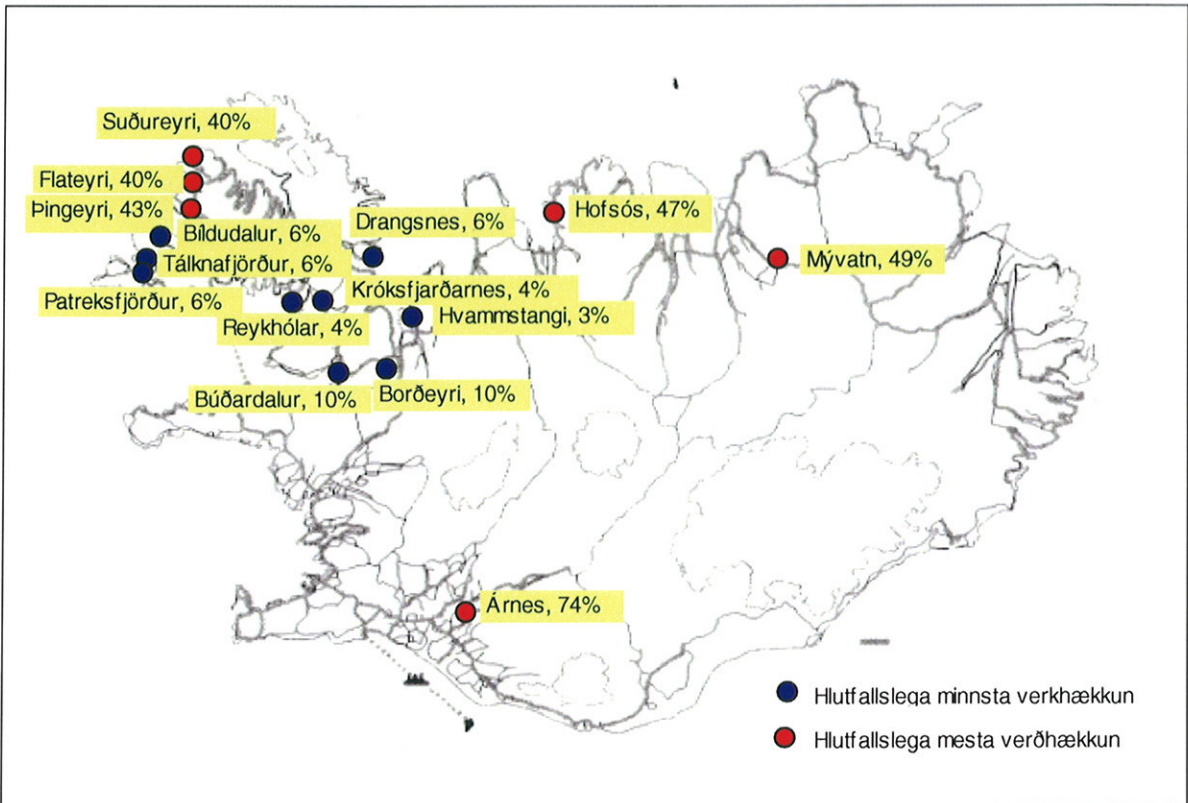 Suðureyri, 40%
Flateyri, 40%
Þingeyri, 43%
Bíldudalur, 6%
Tálknafjörður, 6%
Patreksfjörður, 6%
Drangsnes, 6%
Króksfjarðarnes, 4%
Reykhólar, 4%
Hvammstangi, 3%
Búðardalur, 10%
Borðeyri, 10%
Hofsós, 47%
Mývatn, 49%
Árnes, 74%
Hlutfallslega minnsta verkhækkun
Hlutfallslega mesta verðhækkun